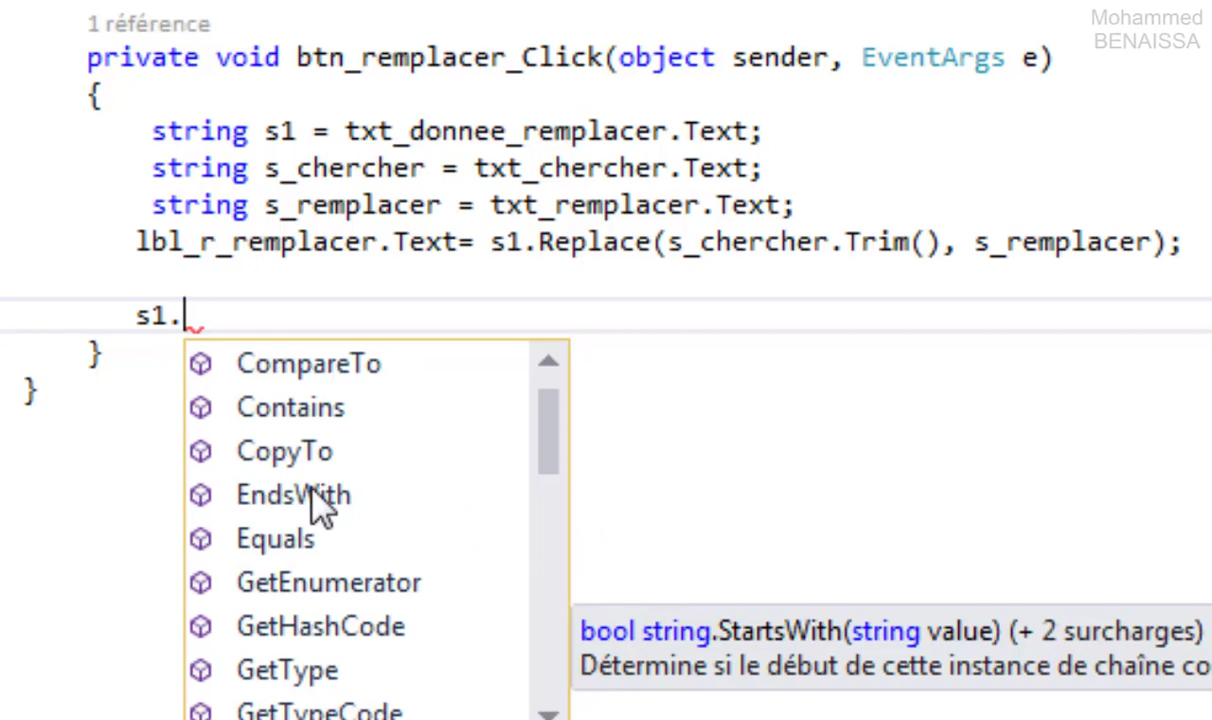 Mohammed
BENAISSA
1 référence
private void btn_remplacer_Click(object sender, EventArgs e)
{
string s1 = txt_donnee_remplacer.Text;
string s_chercher = txt_chercher.Text;
string s_remplacer = txt_remplacer.Text;
lbl_r_remplacer.Text= s1.Replace(s_chercher.Trim(), s_remplacer);
s1.
}
}
CompareTo
Contains
CopyTo
EndsWith
Equals
GetEnumerator
GetHashCode
GetType
GetTypeCode
bool string.StartsWith(string value) (+ 2 surcharges)
Détermine si le début de cette instance de chaîne co